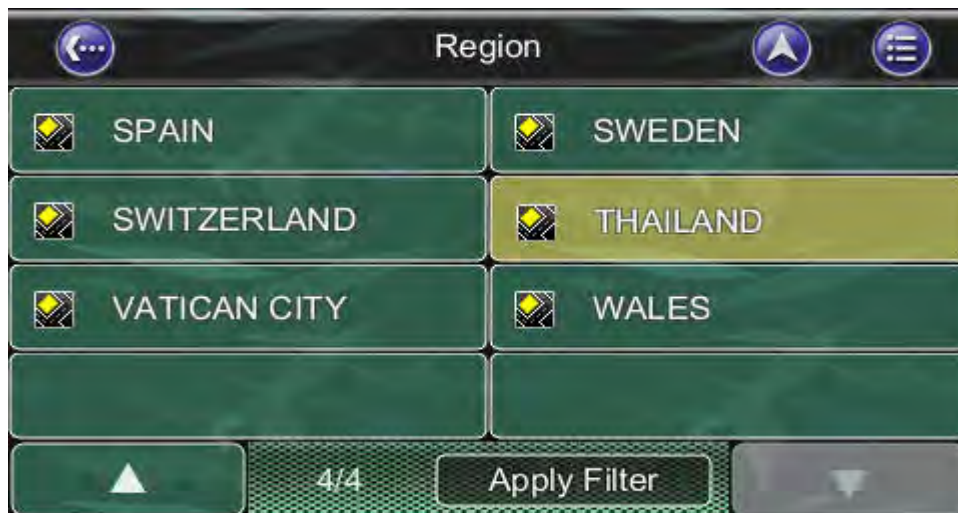 Region
SPAIN
SWEDEN
SWITZERLAND
THAILAND
VATICAN CITY
WALES
4/4
Apply Filter